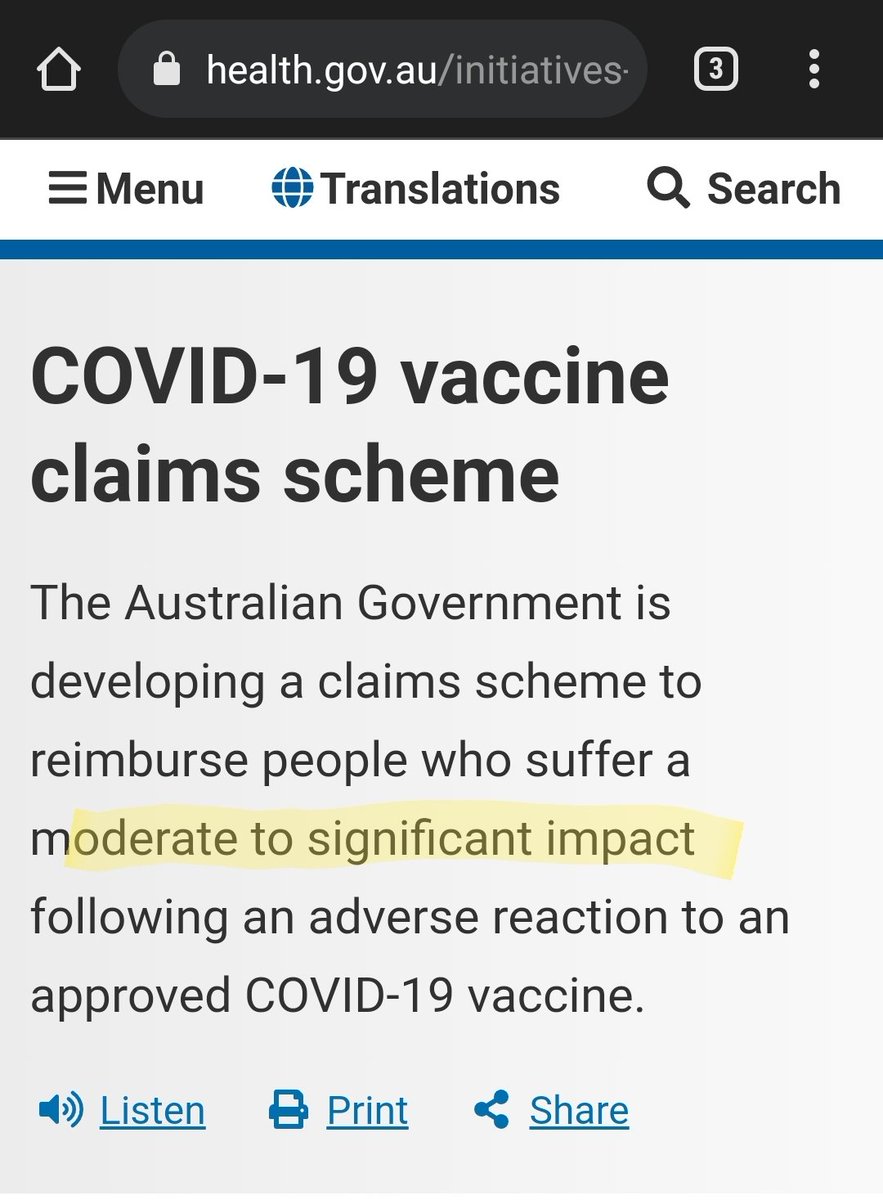 health.gov.au/initiatives-
3
Menu
Translations
Search
COVID-19 vaccine
claims scheme
The Australian Government is
developing a claims scheme to
reimburse people who suffer a
moderate to significant impact
following an adverse reaction to an
approved COVID-19 vaccine.
Listen
Print
Share